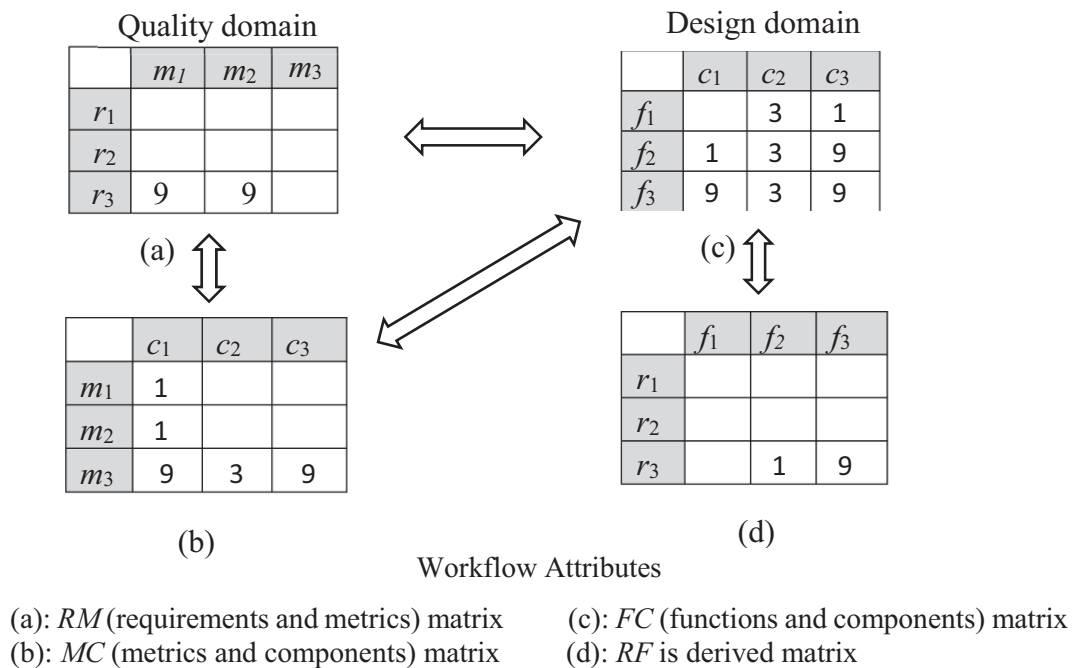 Quality domain
Design domain
m1 m2 m3
r1
r2
r3 9 9
(a)
c1 c2 c3
f1 3 1
f2 1 3 9
f3 9 3 9
(c)
c1 c2 c3
m1 1
m2 1
m3 9 3 9
(b)
f1 f2 f3
r1
r2
r3 1 9
(d)
Workflow Attributes
(a): RM (requirements and metrics) matrix
(c): FC (functions and components) matrix
(b): MC (metrics and components) matrix
(d): RF is derived matrix